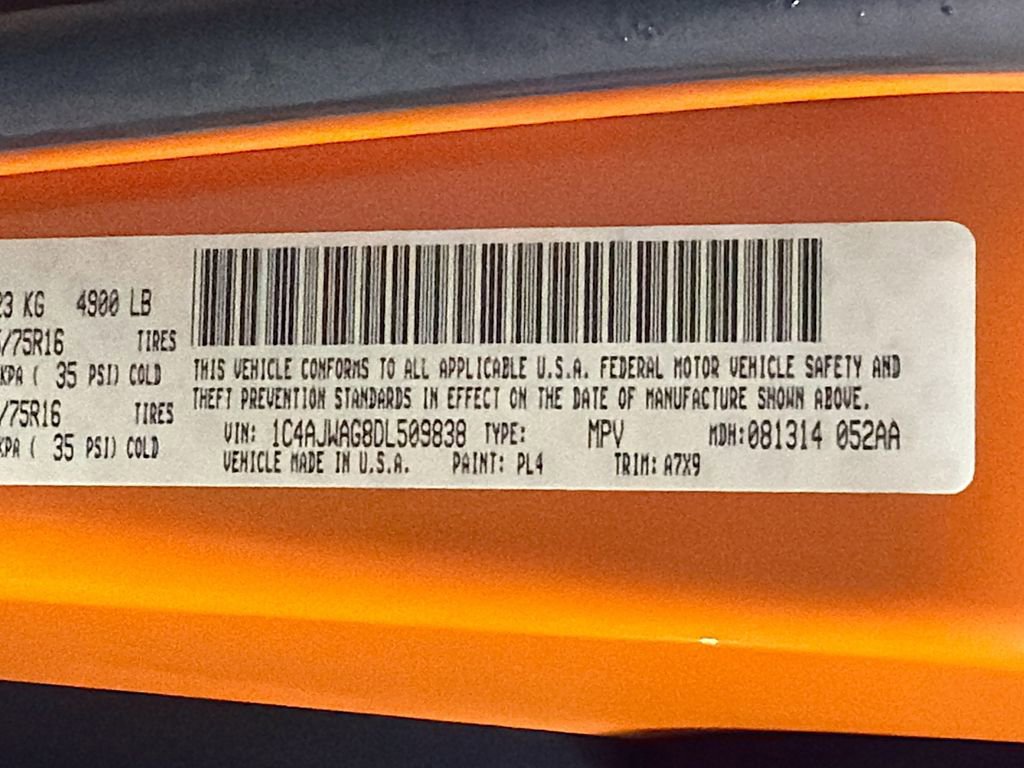 23 KG 4900 LB
/75R16 TIRES
KPA ( 35 PSI) COLD
/75R16 TIRES
KPA ( 35 PSI) COLD
THIS VEHICLE CONFORMS TO ALL APPLICABLE U.S.A. FEDERAL MOTOR VEHICLE SAFETY AND
THEFT PREVENTION STANDARDS IN EFFECT ON THE DATE OF MANUFACTURE SHOWN ABOVE.
VIN: 1C4AJWAG8DL509838 TYPE: MPV MDH:081314 052AA
VEHICLE MADE IN U.S.A. PAINT: PL4 TRIM: A7X9